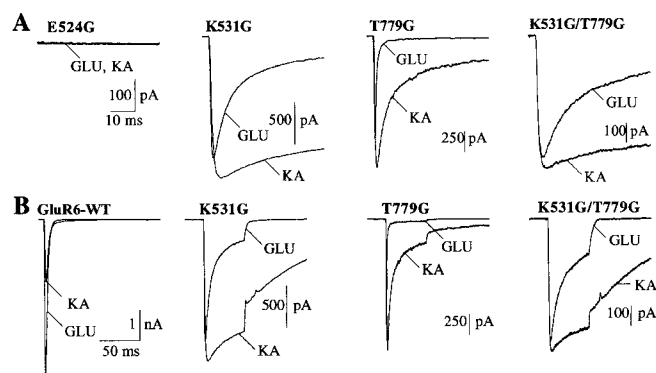 A
E524G
GLU, KA
100 pA
10 ms
K531G
GLU
500 pA
KA
T779G
GLU
KA
250 pA
K531G/T779G
GLU
100 pA
KA
B
GluR6-WT
KA
GLU
1 nA
50 ms
K531G
GLU
500 pA
KA
T779G
GLU
KA
250 pA
K531G/T779G
GLU
KA
100 pA